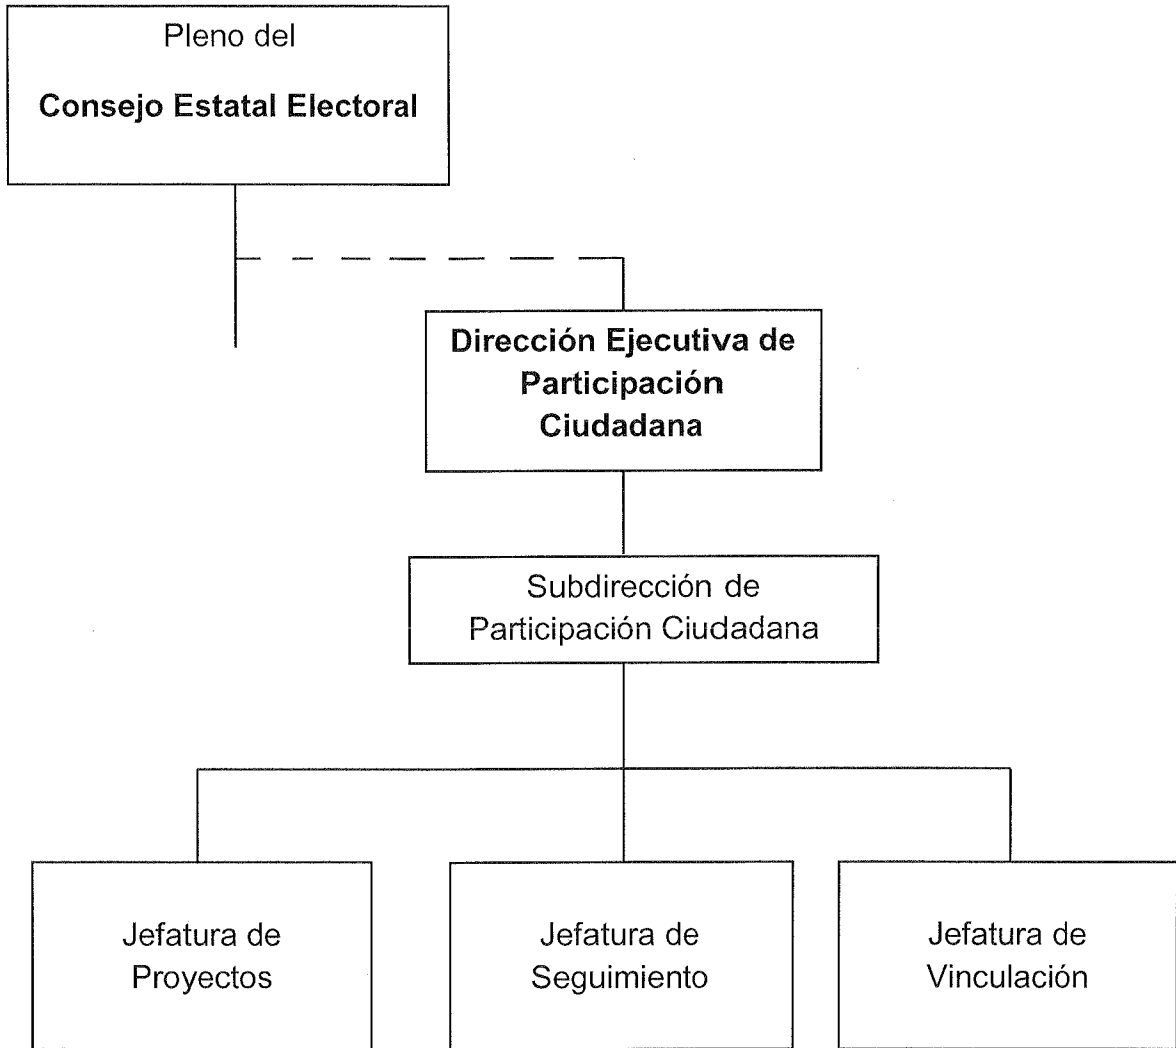 Pleno del
Consejo Estatal Electoral
Dirección Ejecutiva de
Participación
Ciudadana
Subdirección de
Participación Ciudadana
Jefatura de
Proyectos
Jefatura de
Seguimiento
Jefatura de
Vinculación